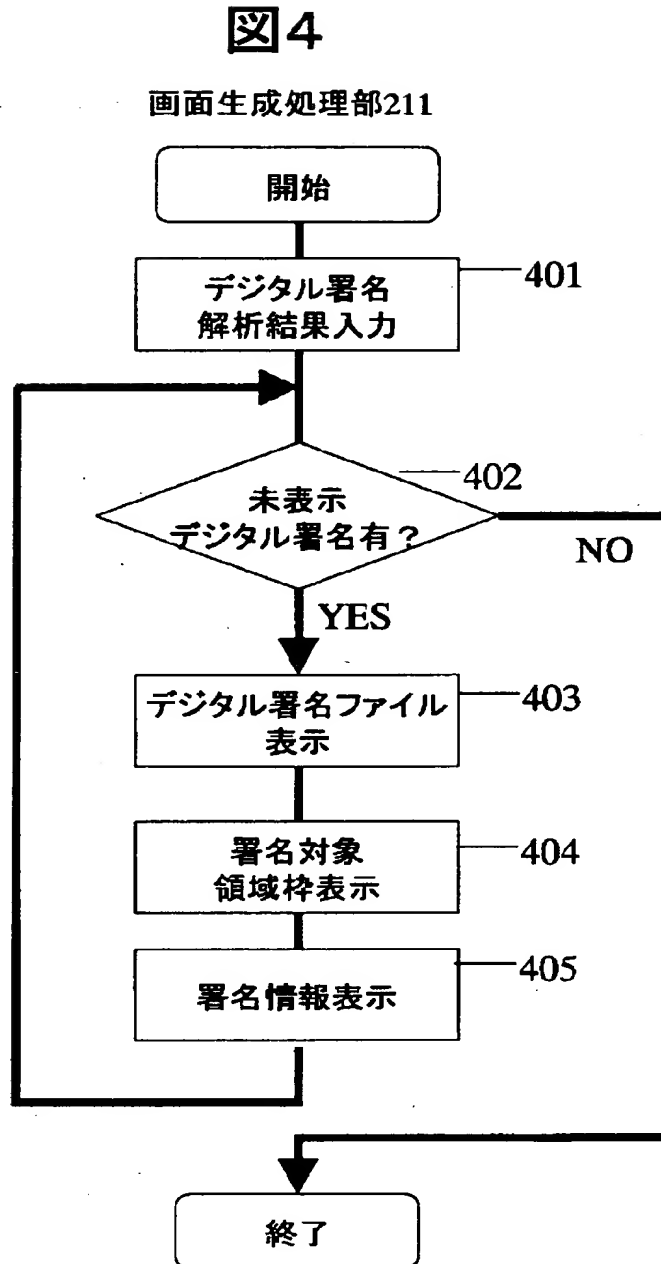 図4
画面生成処理部211
開始
デジタル署名
解析結果入力
401
未表示
デジタル署名有?
402
NO
YES
デジタル署名ファイル
表示
403
署名対象
領域枠表示
404
署名情報表示
405
終了